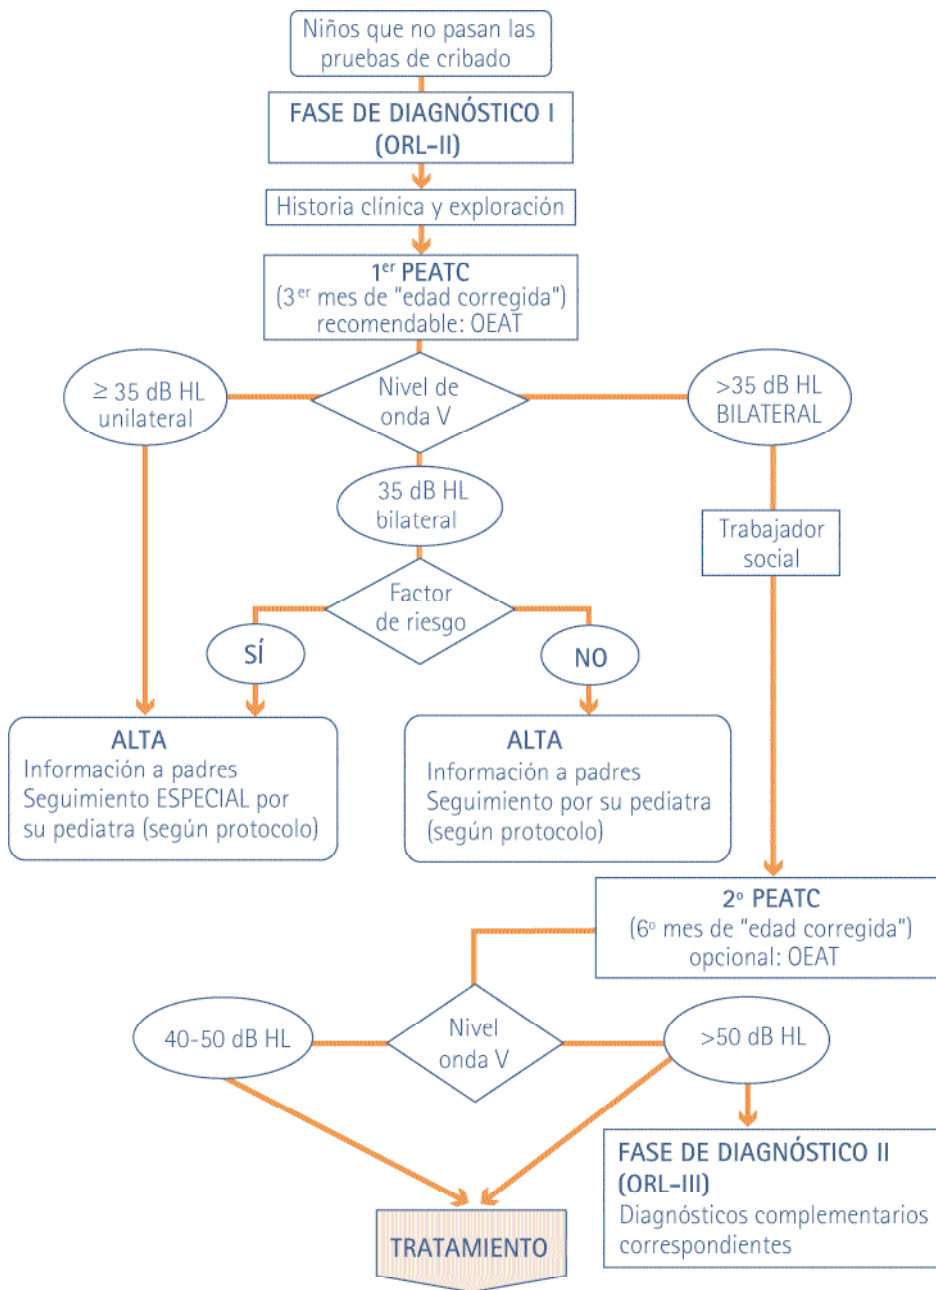 Niños que no pasan las
pruebas de cribado
FASE DE DIAGNÓSTICO I
(ORL-II)
Historia clínica y exploración
1er PEATC
(3er mes de "edad corregida")
recomendable: OEAT
≥ 35 dB HL
unilateral
Nivel de
onda V
>35 dB HL
BILATERAL
35 dB HL
bilateral
Trabajador
social
Factor
de riesgo
SÍ
NO
ALTA
Información a padres
Seguimiento ESPECIAL por
su pediatra (según protocolo)
ALTA
Información a padres
Seguimiento por su pediatra
(según protocolo)
2º PEATC
(6º mes de "edad corregida")
opcional: OEAT
40-50 dB HL
Nivel
onda V
>50 dB HL
FASE DE DIAGNÓSTICO II
(ORL-III)
Diagnósticos complementarios
correspondientes
TRATAMIENTO